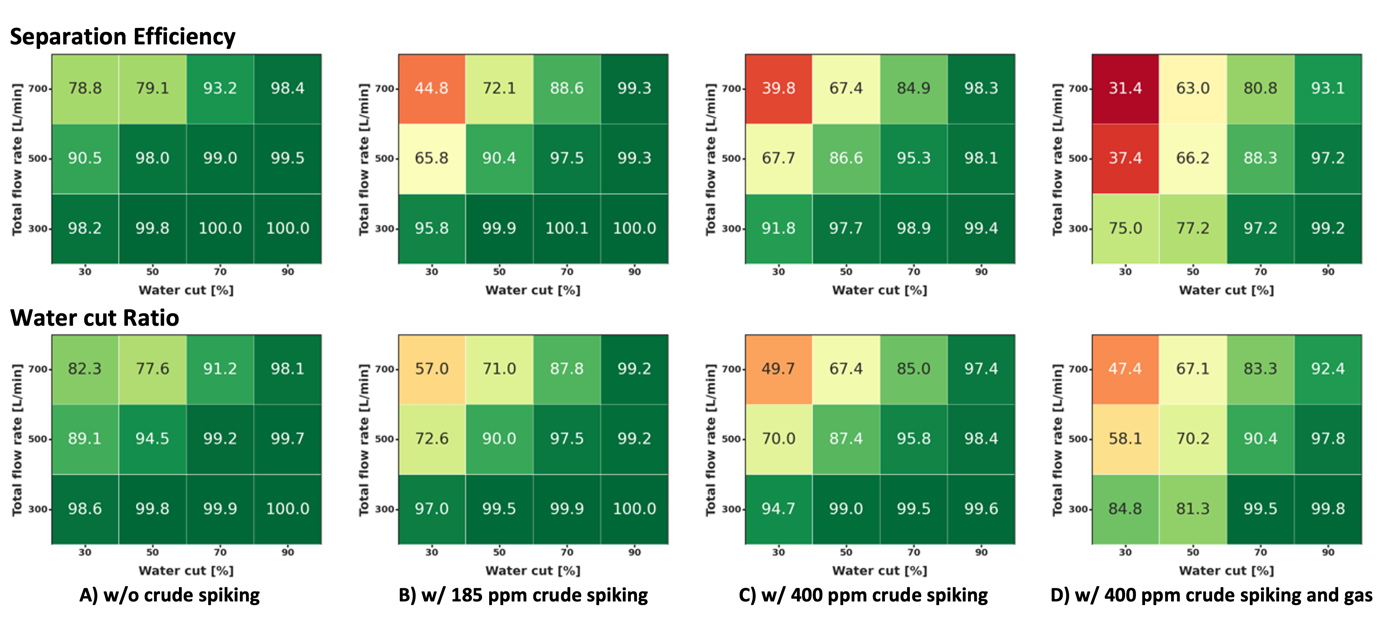 Separation Efficiency
Total flow rate [L/min]
700 78.8 79.1 93.2 98.4
500 90.5 98.0 99.0 99.5
300 98.2 99.8 100.0 100.0
30 50 70 90
Water cut [%]
Total flow rate [L/min]
700 44.8 72.1 88.6 99.3
500 65.8 90.4 97.5 99.3
300 95.8 99.9 100.1 100.0
30 50 70 90
Water cut [%]
Total flow rate [L/min]
700 39.8 67.4 84.9 98.3
500 67.7 86.6 95.3 98.1
300 91.8 97.7 98.9 99.4
30 50 70 90
Water cut [%]
Total flow rate [L/min]
700 31.4 63.0 80.8 93.1
500 37.4 66.2 88.3 97.2
300 75.0 77.2 97.2 99.2
30 50 70 90
Water cut [%]
Water cut Ratio
Total flow rate [L/min]
700 82.3 77.6 91.2 98.1
500 89.1 94.5 99.2 99.7
300 98.6 99.8 99.9 100.0
30 50 70 90
Water cut [%]
A) w/o crude spiking
Total flow rate [L/min]
700 57.0 71.0 87.8 99.2
500 72.6 90.0 97.5 99.2
300 97.0 99.5 99.9 100.0
30 50 70 90
Water cut [%]
B) w/ 185 ppm crude spiking
Total flow rate [L/min]
700 49.7 67.4 85.0 97.4
500 70.0 87.4 95.8 98.4
300 94.7 99.0 99.5 99.6
30 50 70 90
Water cut [%]
C) w/ 400 ppm crude spiking
Total flow rate [L/min]
700 47.4 67.1 83.3 92.4
500 58.1 70.2 90.4 97.8
300 84.8 81.3 99.5 99.8
30 50 70 90
Water cut [%]
D) w/ 400 ppm crude spiking and gas